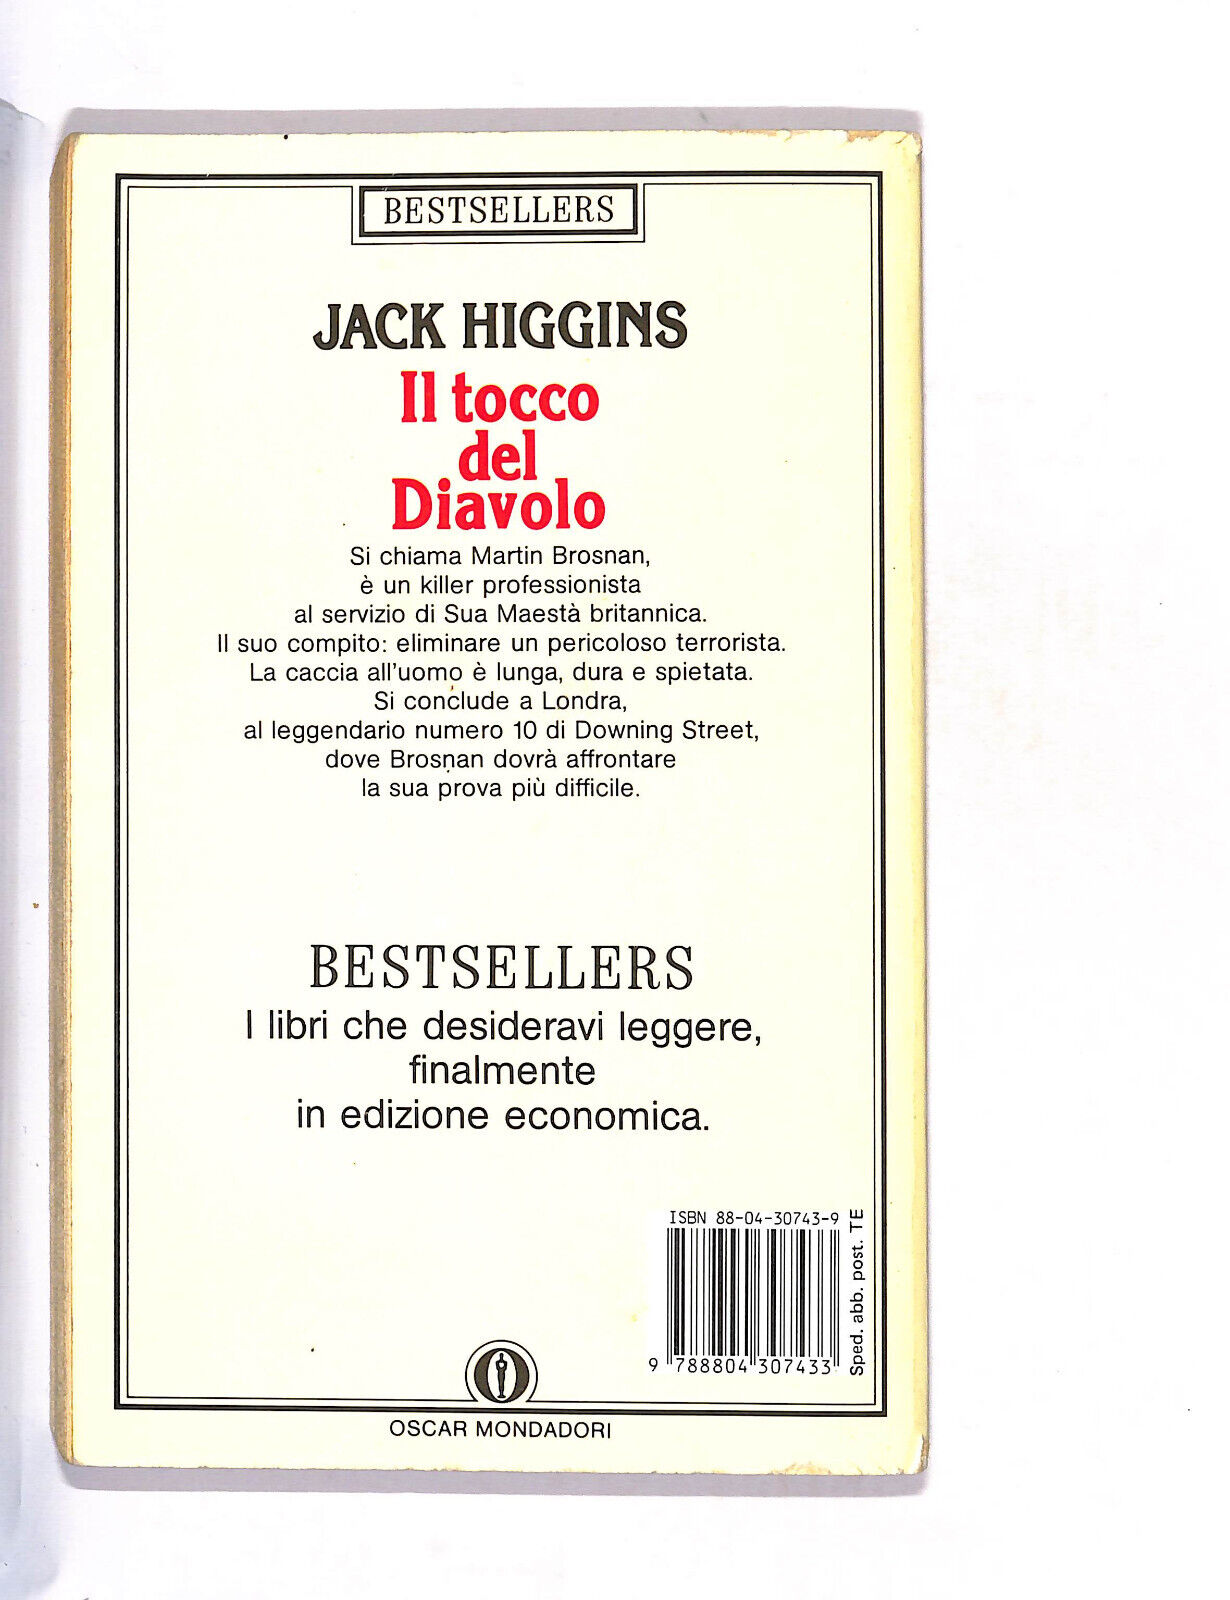 BESTSELLERS
JACK HIGGINS
Il tocco
del
Diavolo
Si chiama Martin Brosnan,
è un killer professionista
al servizio di Sua Maestà britannica.
Il suo compito: eliminare un pericoloso terrorista.
La caccia all'uomo è lunga, dura e spietata.
Si conclude a Londra,
al leggendario numero 10 di Downing Street,
dove Brosnan dovrà affrontare
la sua prova più difficile.
BESTSELLERS
I libri che desideravi leggere,
finalmente
in edizione economica.
ISBN 88-04-30743-9
9 788804 307433
Sped. abb. post. TE
OSCAR MONDADORI